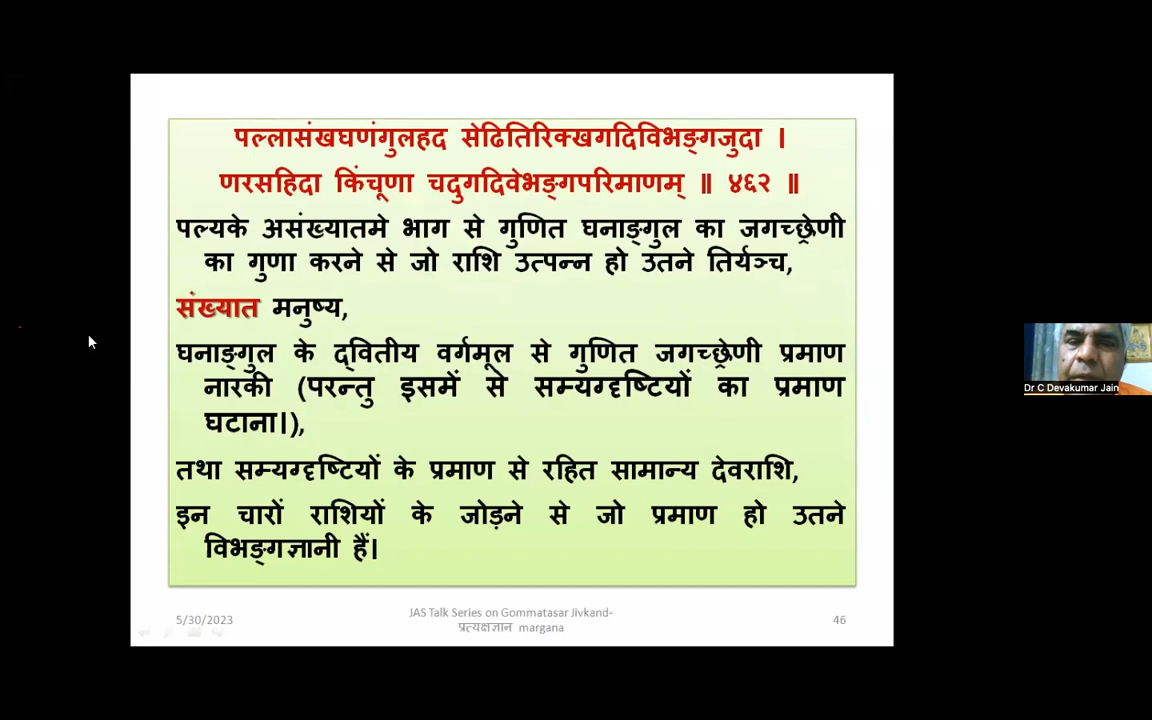 पल्लासंखघणंगुलहद सेढितिरिक्खगदिविभङ्गजुदा ।
णरसहिदा किंचूणा चदुगदिवेभङ्गपरिमाणम् ॥ ४६२ ॥
पल्यके असंख्यातमे भाग से गुणित घनाङ्गुल का जगच्छ्रेणी
का गुणा करने से जो राशि उत्पन्न हो उतने तिर्यञ्च,
संख्यात मनुष्य,
घनाङ्गुल के द्वितीय वर्गमूल से गुणित जगच्छ्रेणी प्रमाण
नारकी (परन्तु इसमें से सम्यग्दृष्टियों का प्रमाण
घटाना।),
तथा सम्यग्दृष्टियों के प्रमाण से रहित सामान्य देवराशि,
इन चारों राशियों के जोड़ने से जो प्रमाण हो उतने
विभङ्गज्ञानी हैं।
5/30/2023
JAS Talk Series on Gommatasar Jivkand-
प्रत्यक्षज्ञान margana
46
Dr C Devakumar Jain